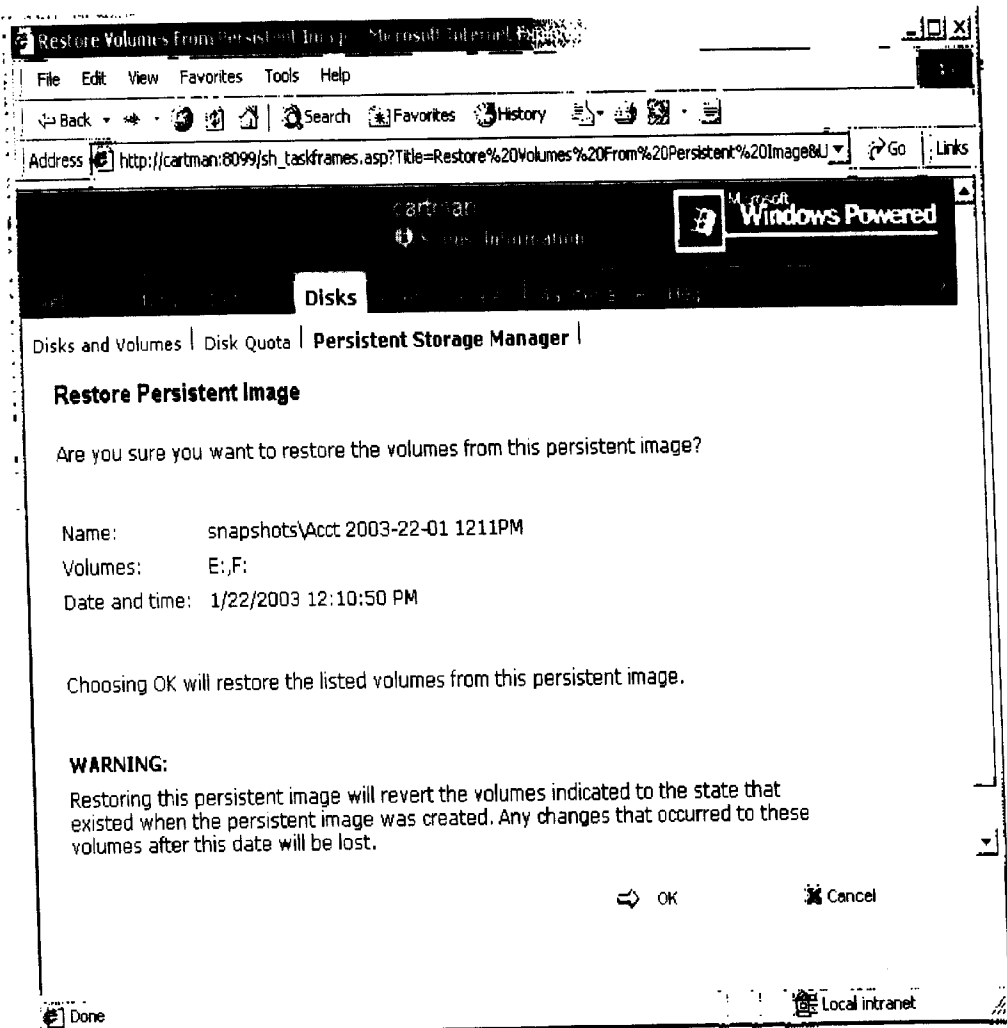 Restore Volumes From Persistent Image - Microsoft Internet
File Edit View Favorites Tools Help
Back Search Favorites History
Address http://cartman:8099/sh_taskframes.asp?Title=Restore%20Volumes%20From%20Persistent%20Image&U Go Links
cartman
Microsoft
Windows Powered
Disks
Disks and Volumes | Disk Quota | Persistent Storage Manager |
Restore Persistent Image
Are you sure you want to restore the volumes from this persistent image?
Name: snapshots\Acct 2003-22-01 1211PM
Volumes: E:,F:
Date and time: 1/22/2003 12:10:50 PM
Choosing OK will restore the listed volumes from this persistent image.
WARNING:
Restoring this persistent image will revert the volumes indicated to the state that
existed when the persistent image was created. Any changes that occurred to these
volumes after this date will be lost.
OK Cancel
Done Local intranet